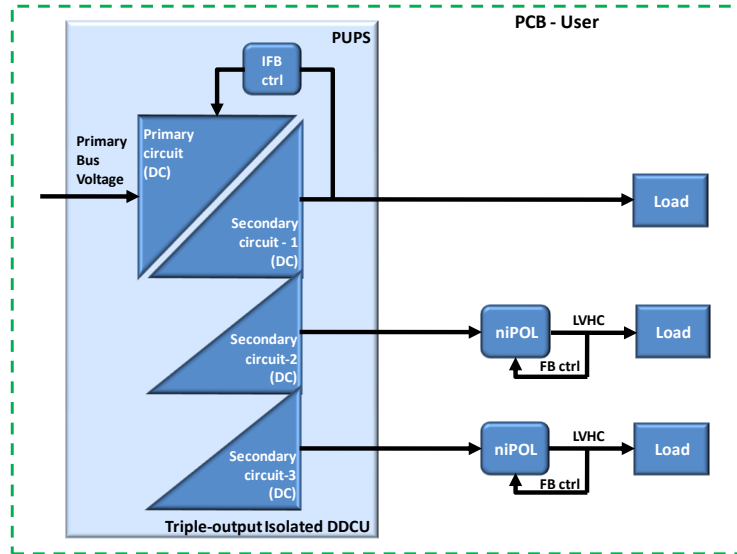 PCB - User
PUPS
IFB
ctrl
Primary
Bus
Voltage
Primary
circuit
(DC)
Secondary
circuit - 1
(DC)
Load
Secondary
circuit-2
(DC)
niPOL
LVHC
FB ctrl
Load
Secondary
circuit-3
(DC)
niPOL
LVHC
FB ctrl
Load
Triple-output Isolated DDCU